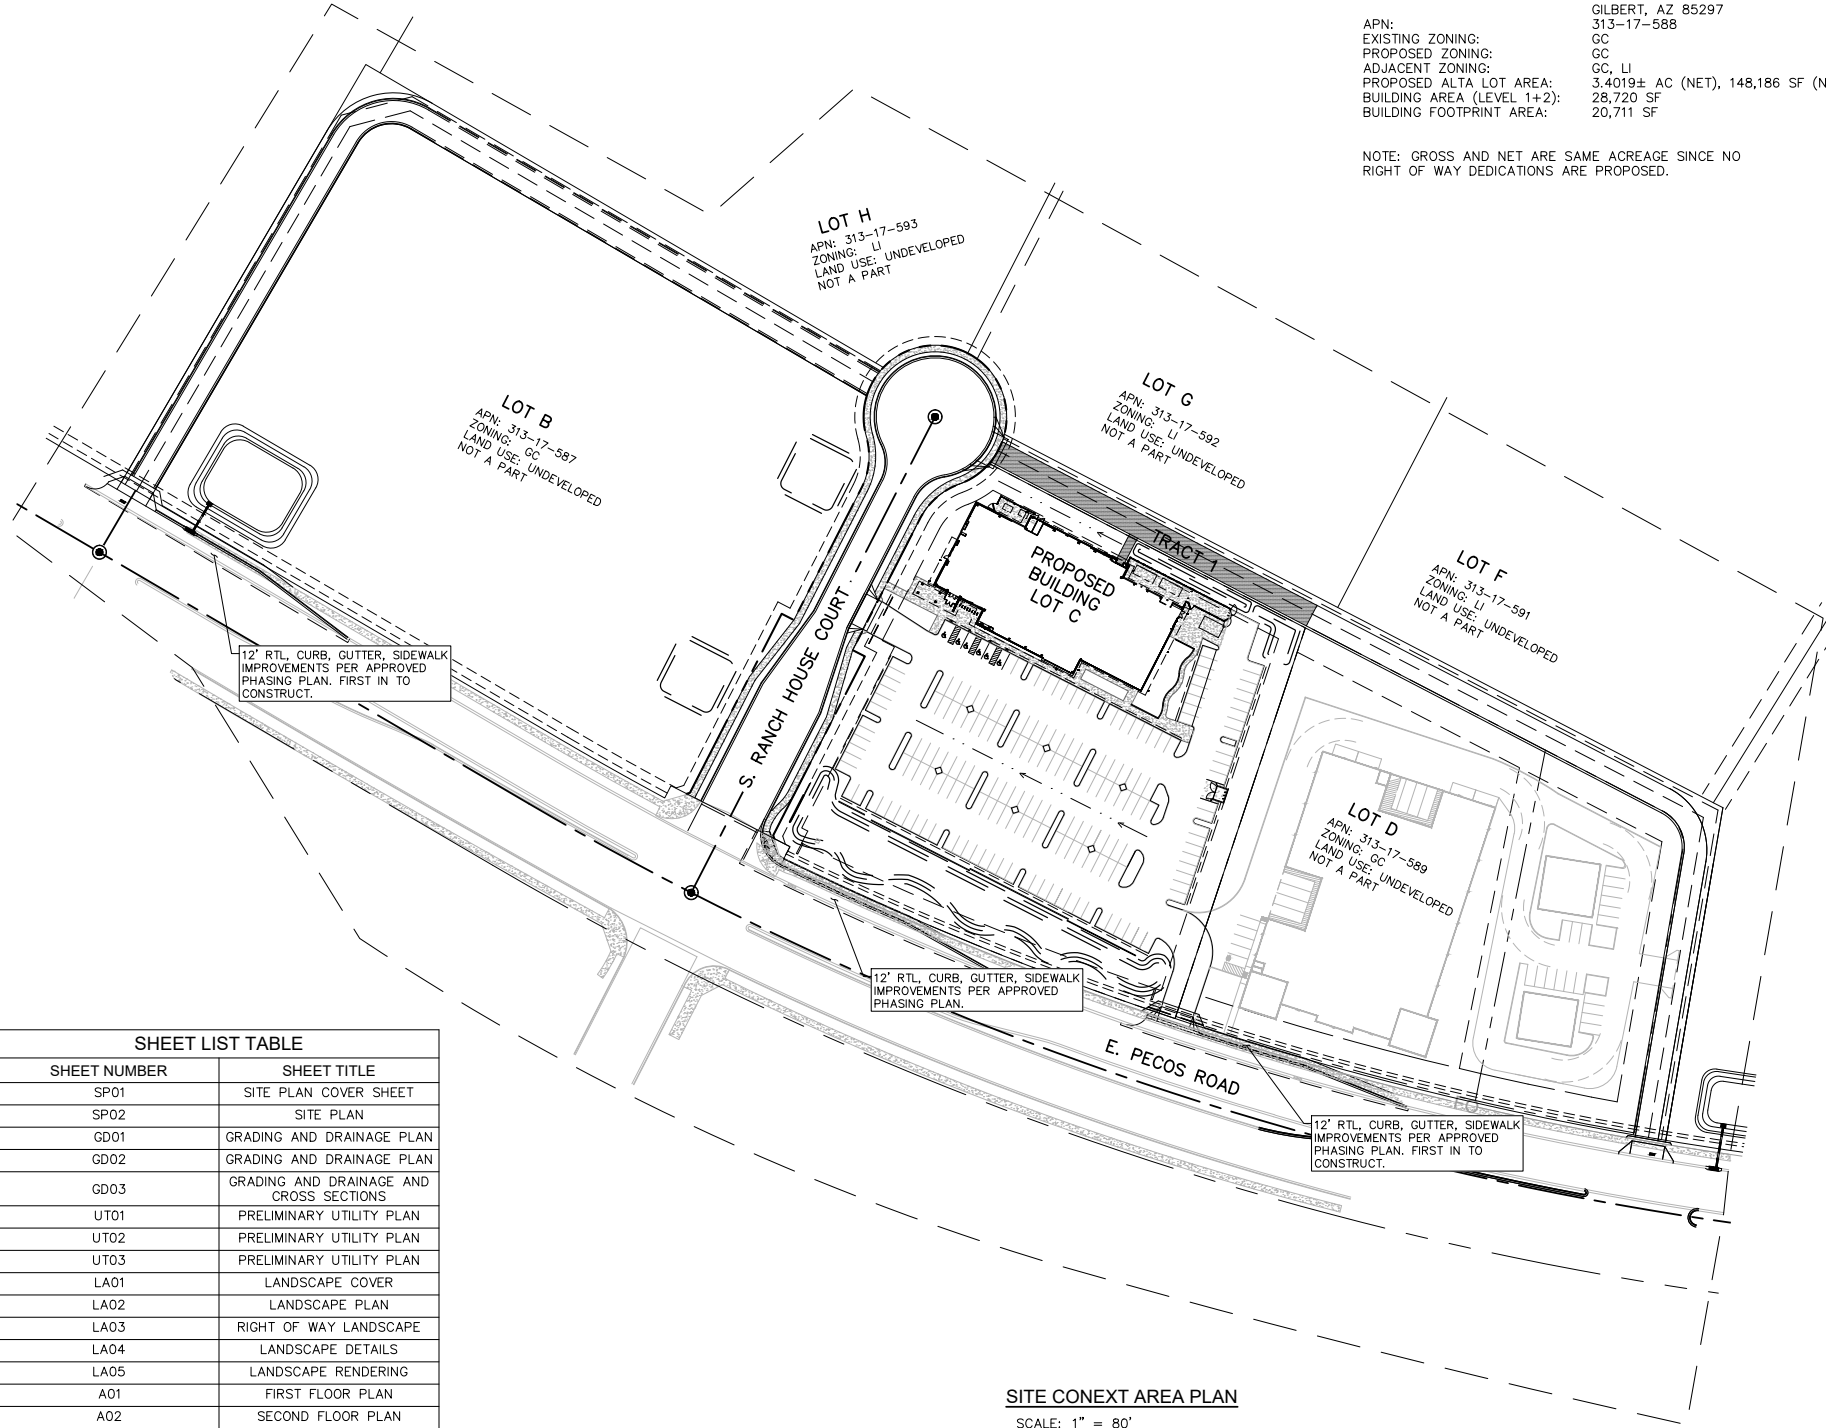 GILBERT, AZ 85297
APN: 313-17-588
EXISTING ZONING: GC
PROPOSED ZONING: GC
ADJACENT ZONING: GC, LI
PROPOSED ALTA LOT AREA: 3.4019± AC (NET), 148,186 SF (N
BUILDING AREA (LEVEL 1+2): 28,720 SF
BUILDING FOOTPRINT AREA: 20,711 SF
NOTE: GROSS AND NET ARE SAME ACREAGE SINCE NO
RIGHT OF WAY DEDICATIONS ARE PROPOSED.
LOT H
APN: 313-17-593
ZONING: LI
LAND USE: UNDEVELOPED
NOT A PART
LOT G
APN: 313-17-592
ZONING: LI
LAND USE: UNDEVELOPED
NOT A PART
LOT B
APN: 313-17-587
ZONING: GC
LAND USE: UNDEVELOPED
NOT A PART
TRACT 1
PROPOSED
BUILDING
LOT C
LOT F
APN: 313-17-591
ZONING: LI
LAND USE: UNDEVELOPED
NOT A PART
S. RANCH HOUSE COURT
12' RTL, CURB, GUTTER, SIDEWALK
IMPROVEMENTS PER APPROVED
PHASING PLAN. FIRST IN TO
CONSTRUCT.
LOT D
APN: 313-17-589
ZONING: GC
LAND USE: UNDEVELOPED
NOT A PART
12' RTL, CURB, GUTTER, SIDEWALK
IMPROVEMENTS PER APPROVED
PHASING PLAN.
E. PECOS ROAD
12' RTL, CURB, GUTTER, SIDEWALK
IMPROVEMENTS PER APPROVED
PHASING PLAN. FIRST IN TO
CONSTRUCT.
SHEET LIST TABLE
SHEET NUMBER SHEET TITLE
SP01 SITE PLAN COVER SHEET
SP02 SITE PLAN
GD01 GRADING AND DRAINAGE PLAN
GD02 GRADING AND DRAINAGE PLAN
GD03 GRADING AND DRAINAGE AND
CROSS SECTIONS
UT01 PRELIMINARY UTILITY PLAN
UT02 PRELIMINARY UTILITY PLAN
UT03 PRELIMINARY UTILITY PLAN
LA01 LANDSCAPE COVER
LA02 LANDSCAPE PLAN
LA03 RIGHT OF WAY LANDSCAPE
LA04 LANDSCAPE DETAILS
LA05 LANDSCAPE RENDERING
A01 FIRST FLOOR PLAN
A02 SECOND FLOOR PLAN
SITE CONEXT AREA PLAN
SCALE: 1" = 80'